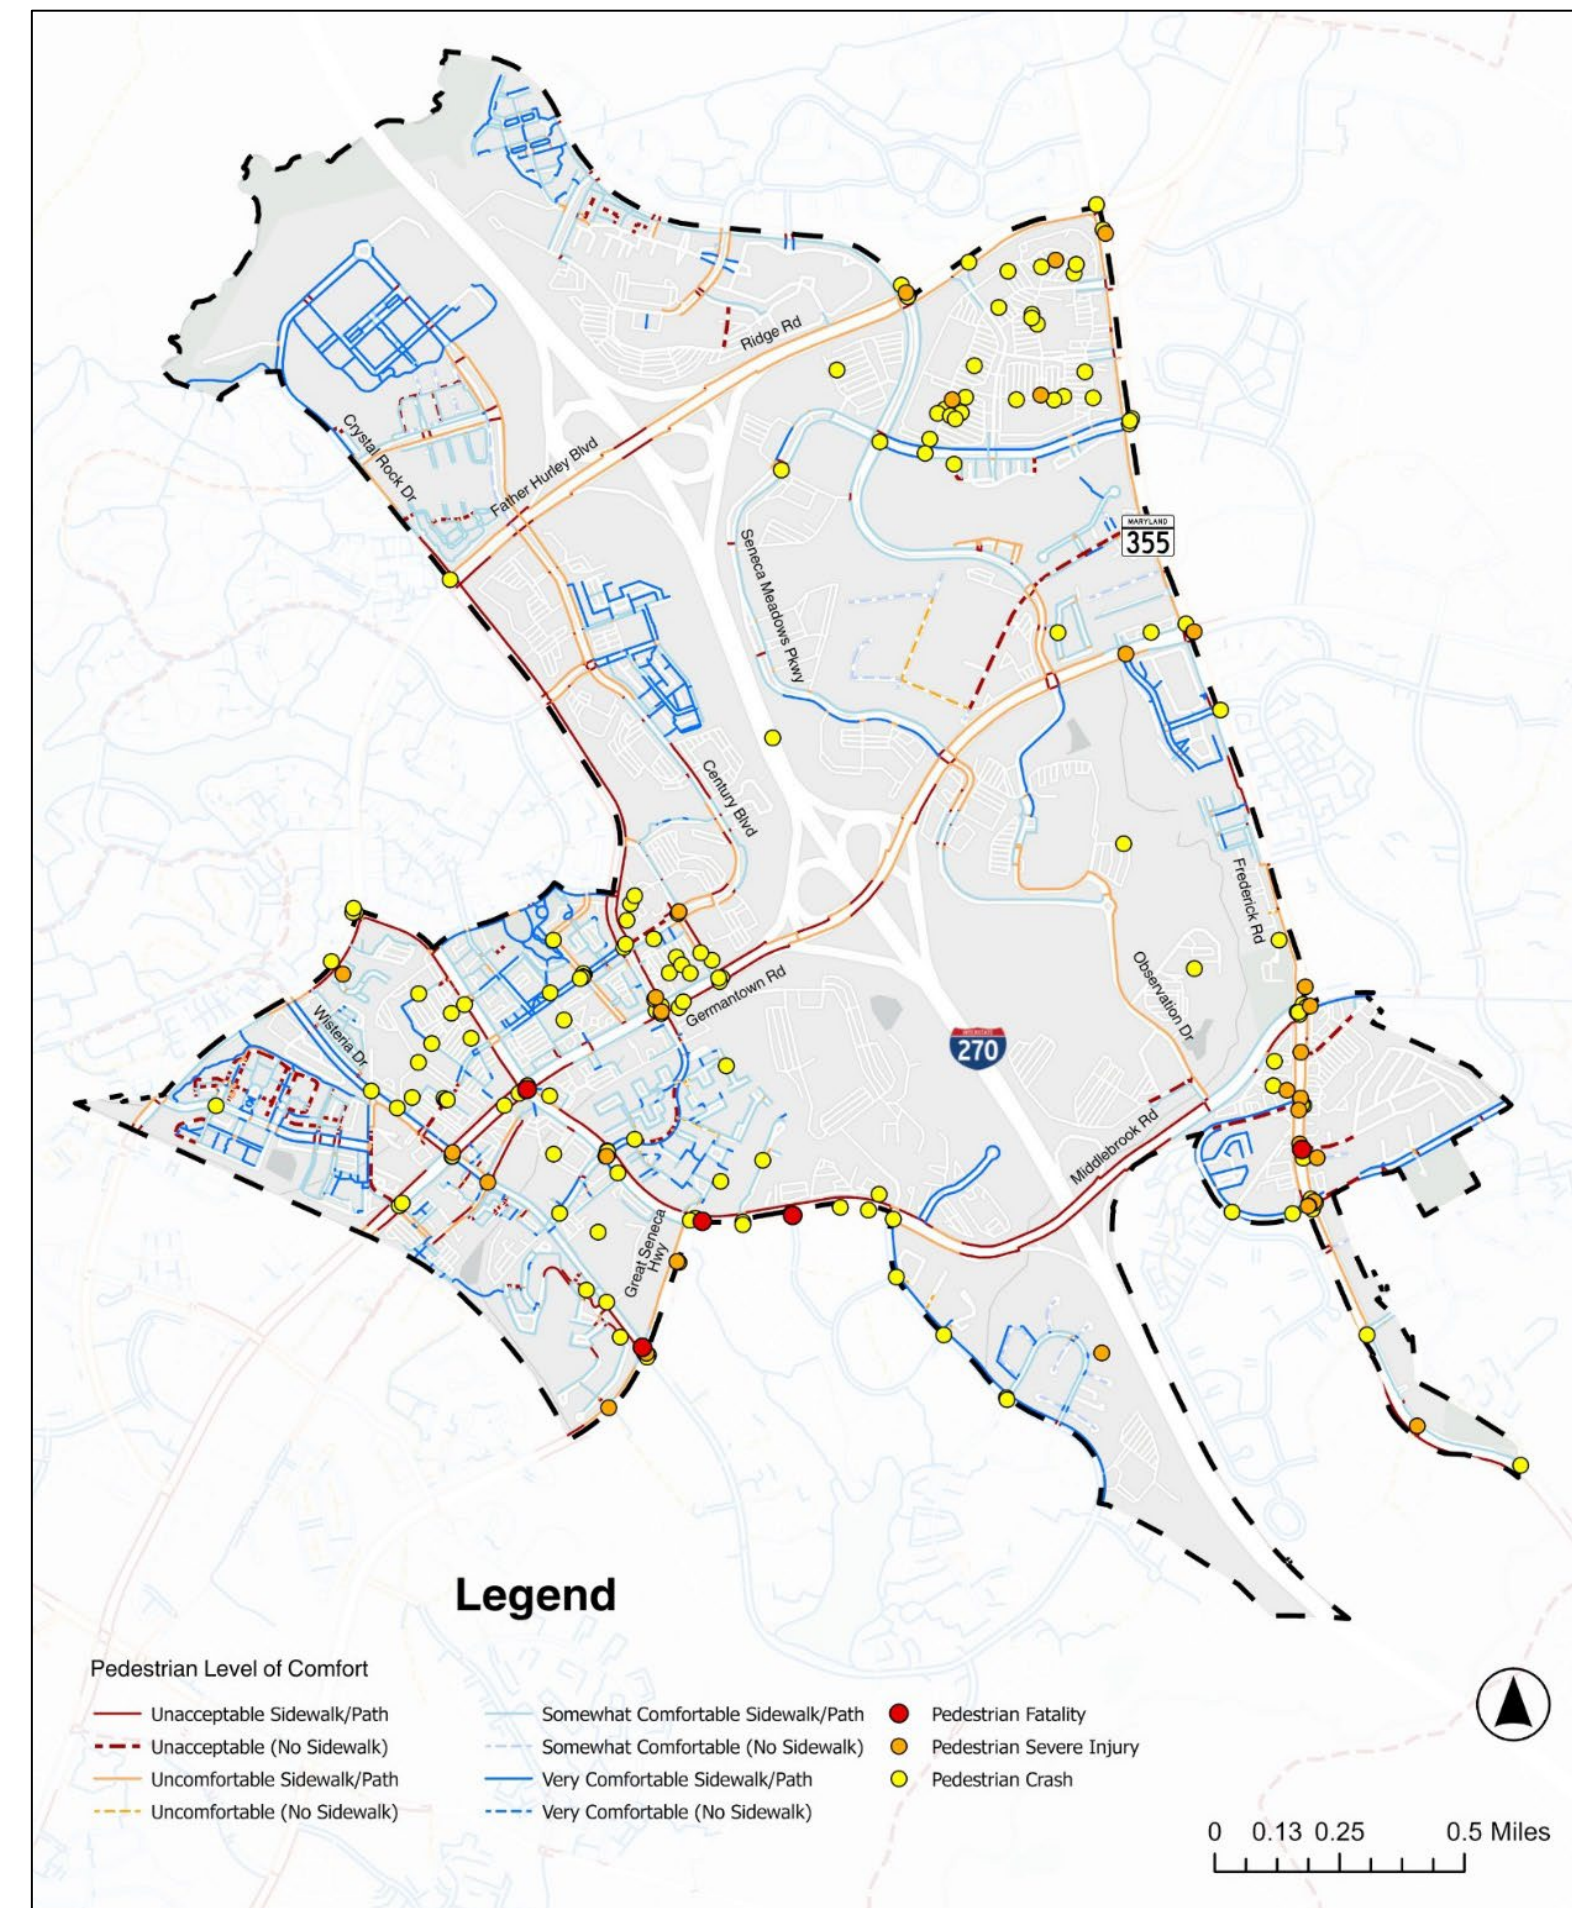 Ridge Rd
Crystal Rock Dr
Father Hurley Blvd
MARYLAND
355
Seneca Meadows Pkwy
Century Blvd
Frederick Rd
Germantown Rd
Observation Dr
Wisteria Dr
INTERSTATE
270
Middlebrook Rd
Great Seneca
Hwy
Legend
Pedestrian Level of Comfort
Unacceptable Sidewalk/Path
Unacceptable (No Sidewalk)
Uncomfortable Sidewalk/Path
Uncomfortable (No Sidewalk)
Somewhat Comfortable Sidewalk/Path
Somewhat Comfortable (No Sidewalk)
Very Comfortable Sidewalk/Path
Very Comfortable (No Sidewalk)
Pedestrian Fatality
Pedestrian Severe Injury
Pedestrian Crash
0 0.13 0.25 0.5 Miles